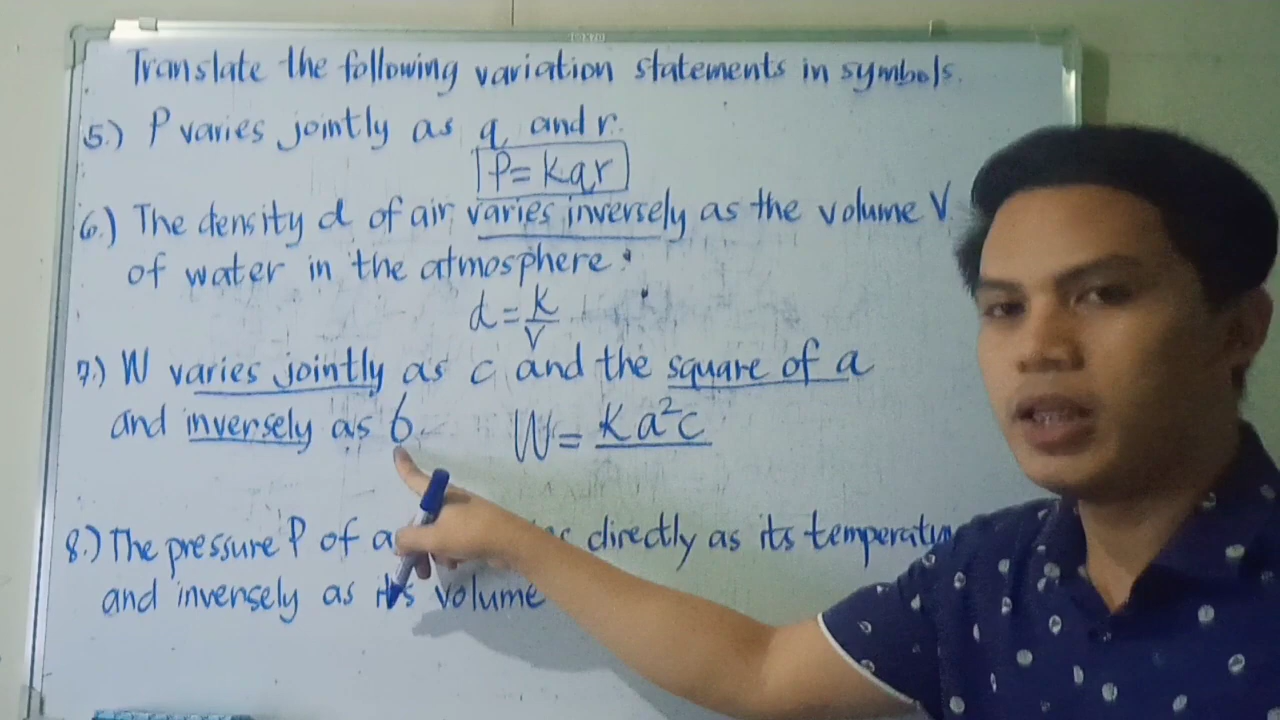 Translate the following variation statements in symbols.
5.) P varies jointly as q and r.
P = kqr
6.) The density d of air varies inversely as the volume V
of water in the atmosphere.
d = k/v
7.) W varies jointly as c and the square of a
and inversely as b.
W = ka²c
8.) The pressure P of a directly as its
and inversely as its volume